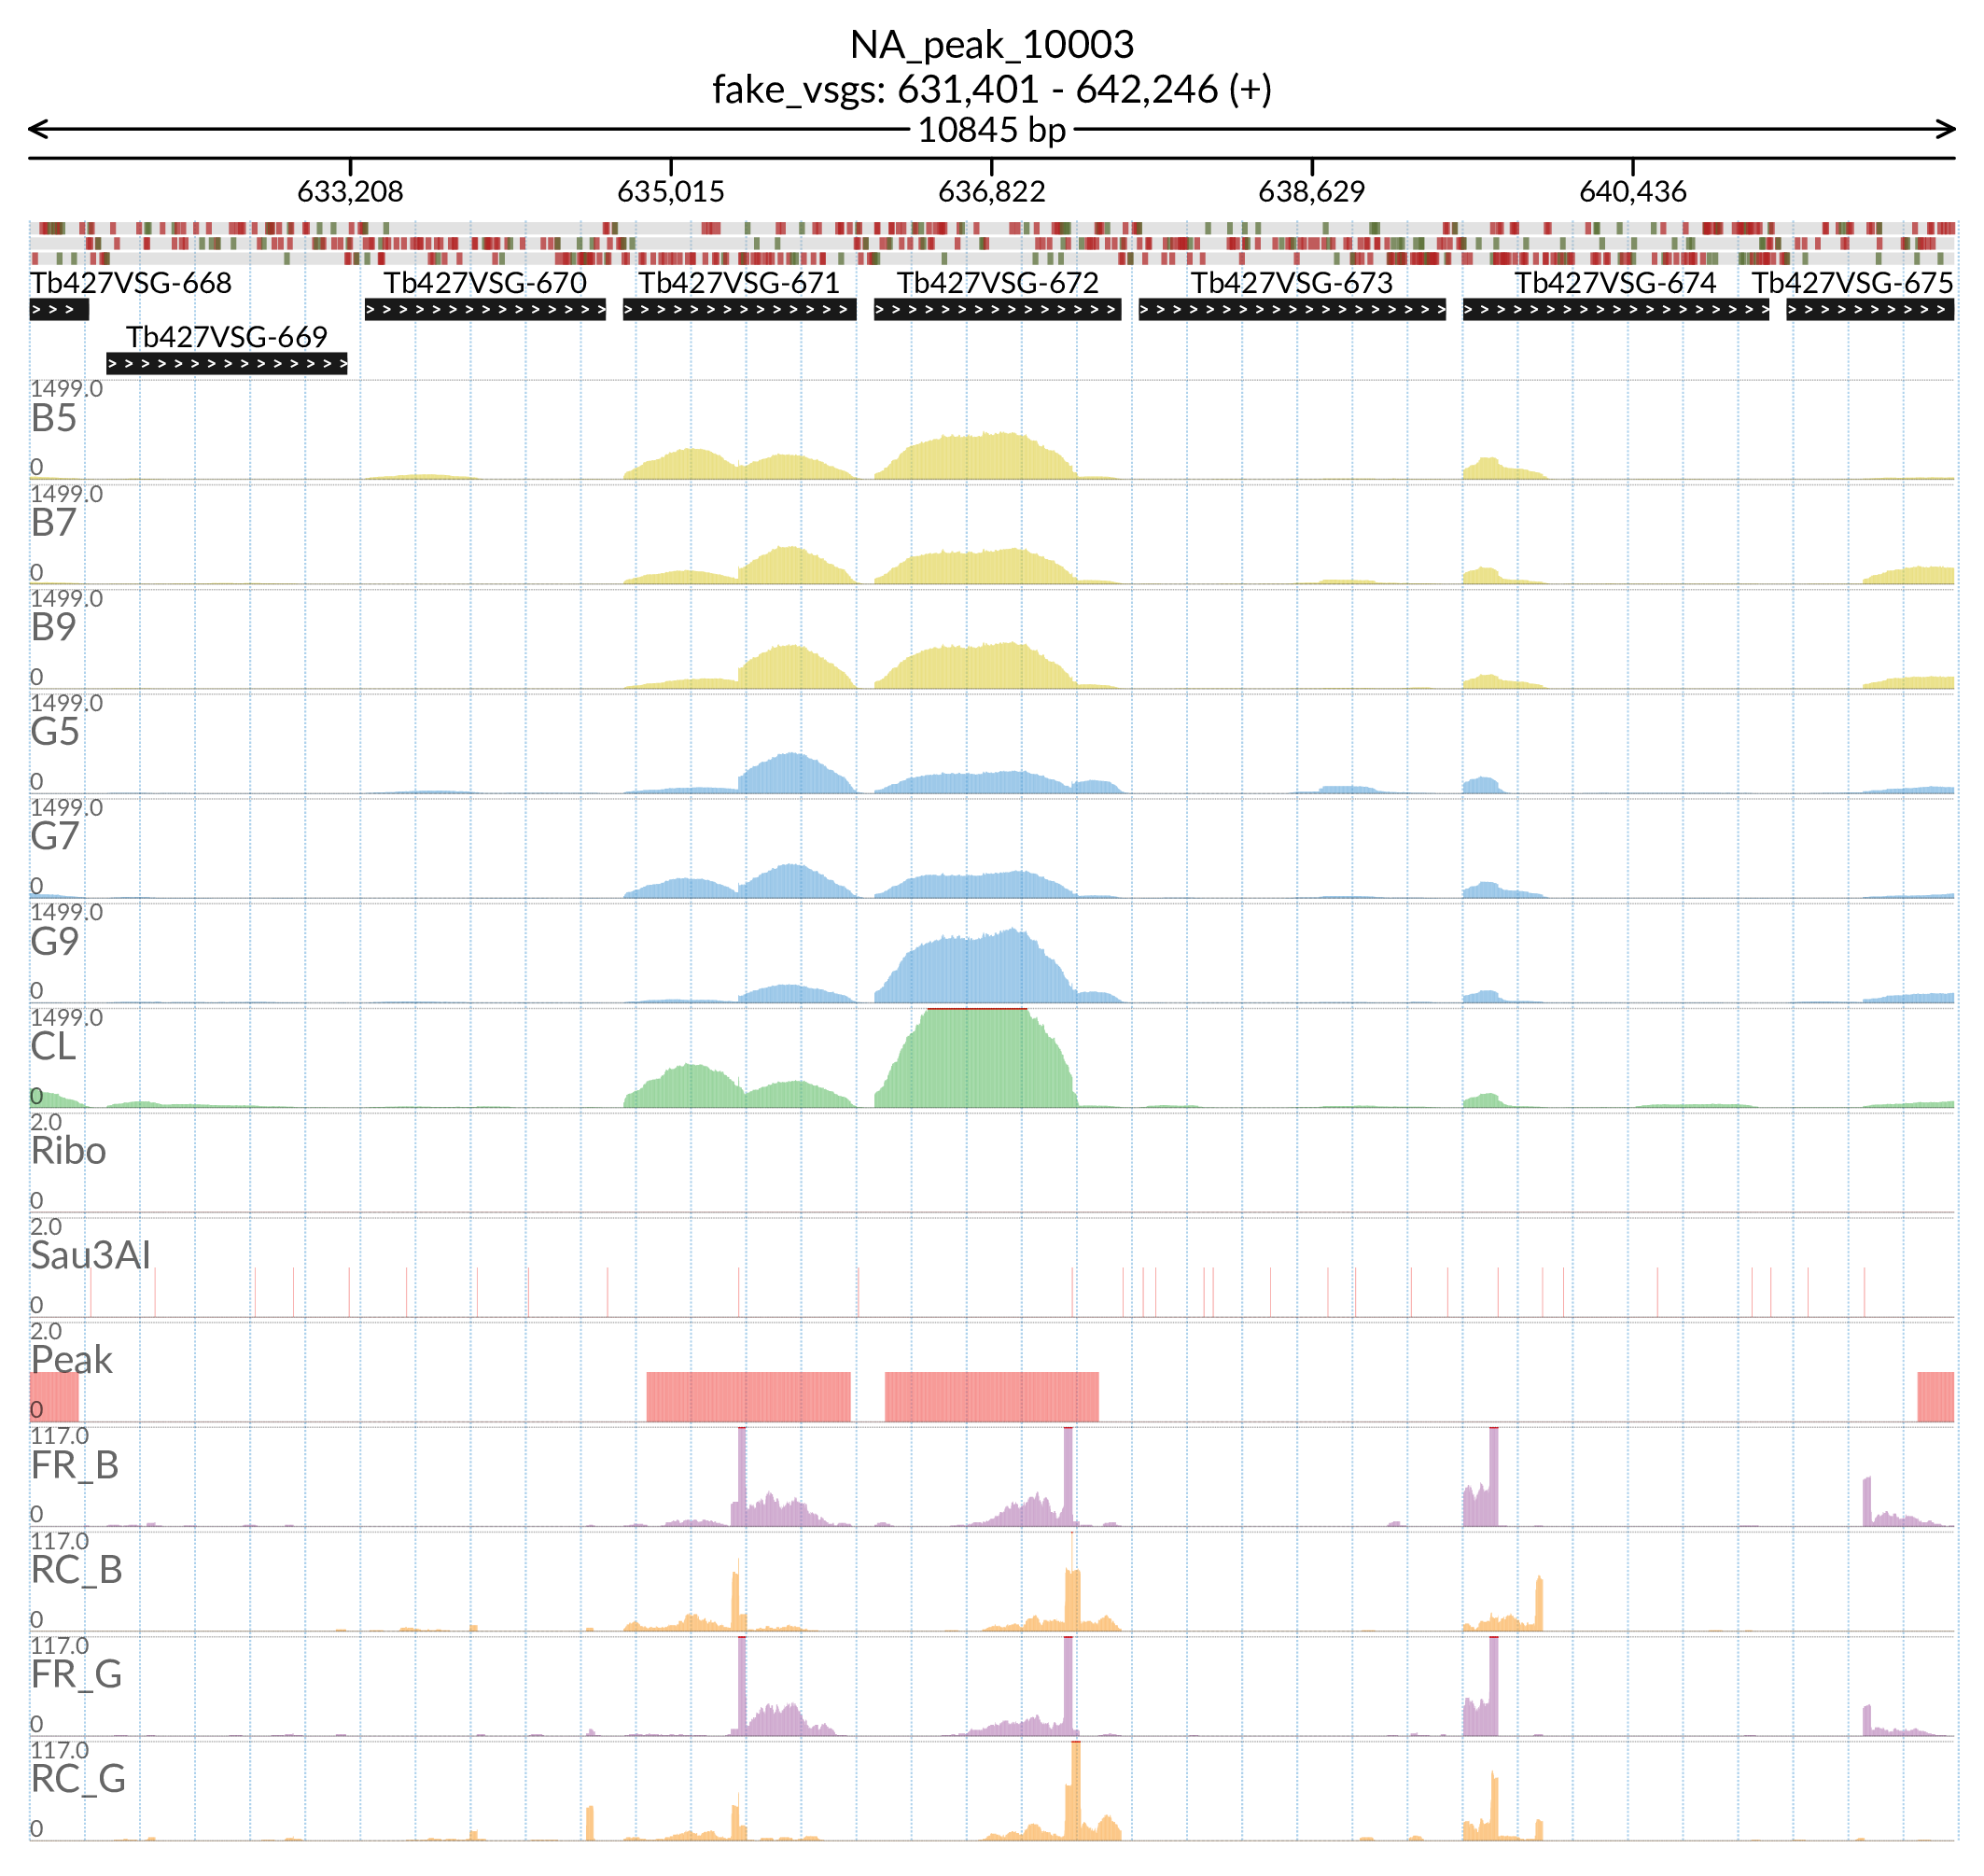 NA_peak_10003
fake_vsgs: 631,401 - 642,246 (+)
10845 bp
633,208 635,015 636,822 638,629 640,436
Tb427VSG-668 Tb427VSG-670 Tb427VSG-671 Tb427VSG-672 Tb427VSG-673 Tb427VSG-674 Tb427VSG-675
Tb427VSG-669
1499.0
B5
0
1499.0
B7
0
1499.0
B9
0
1499.0
G5
0
1499.0
G7
0
1499.0
G9
0
1499.0
CL
0
2.0
Ribo
0
2.0
Sau3AI
0
2.0
Peak
0
117.0
FR_B
0
117.0
RC_B
0
117.0
FR_G
0
117.0
RC_G
0